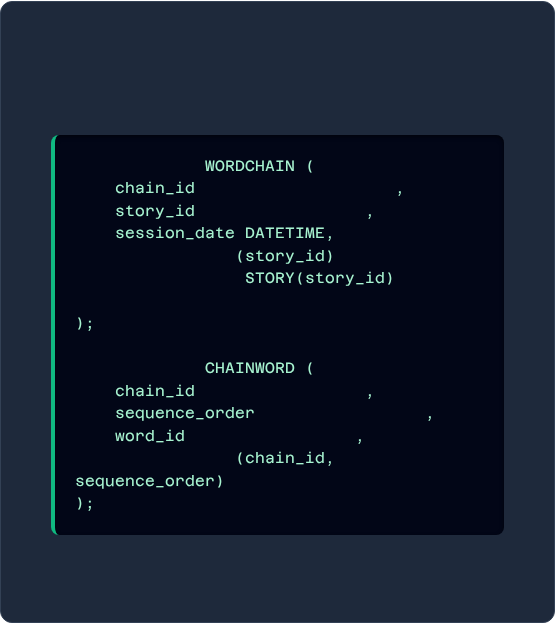 WORDCHAIN (
chain_id ,
story_id ,
session_date DATETIME,
(story_id)
STORY(story_id)
);
CHAINWORD (
chain_id ,
sequence_order ,
word_id ,
(chain_id,
sequence_order)
);